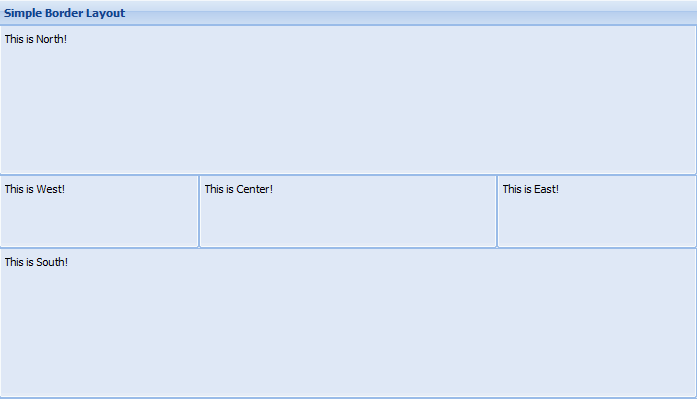 Simple Border Layout
This is North!
This is West!
This is Center!
This is East!
This is South!